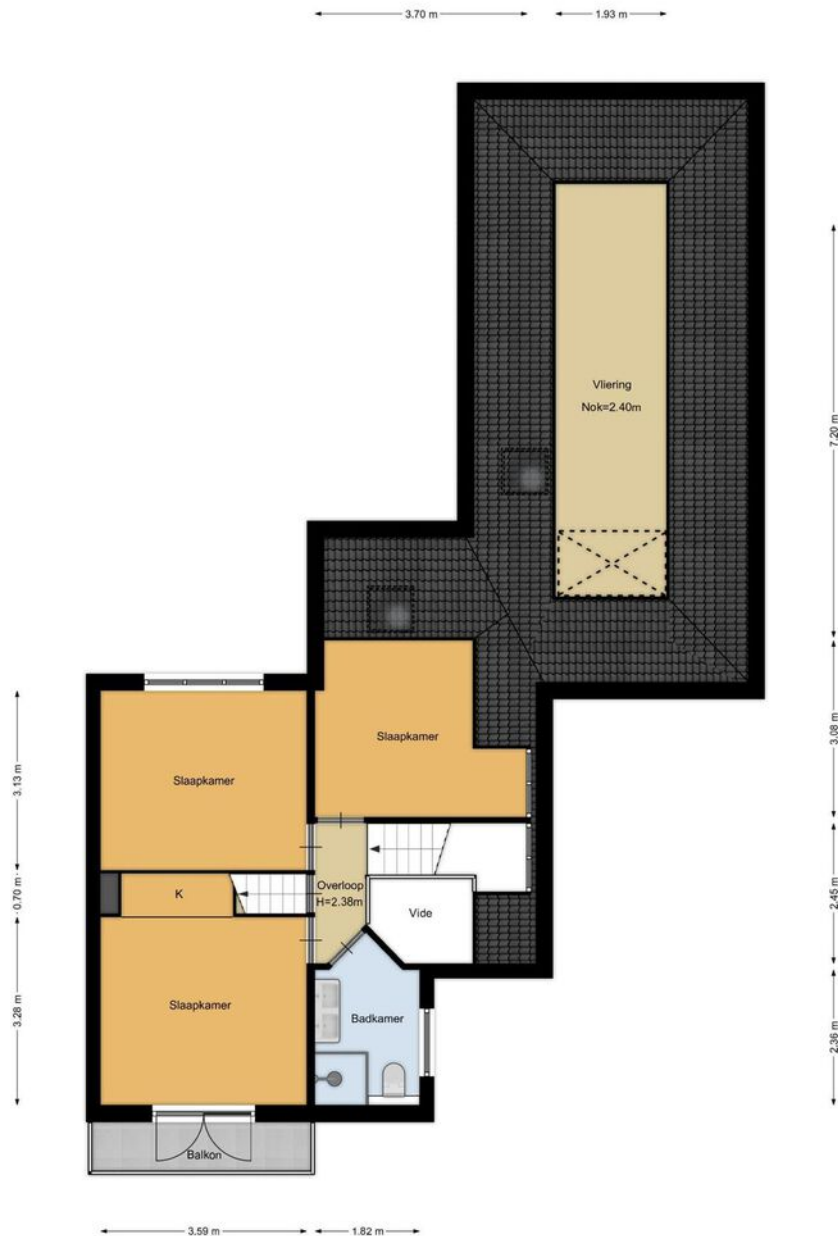 3.70 m
1.93 m
Vliering
Nok=2.40m
7.20 m
Slaapkamer
3.08 m
Slaapkamer
3.13 m
Overloop
H=2.38m
K
0.70 m
Vide
2.45 m
Slaapkamer
3.28 m
Badkamer
2.36 m
Balkon
3.59 m
1.82 m